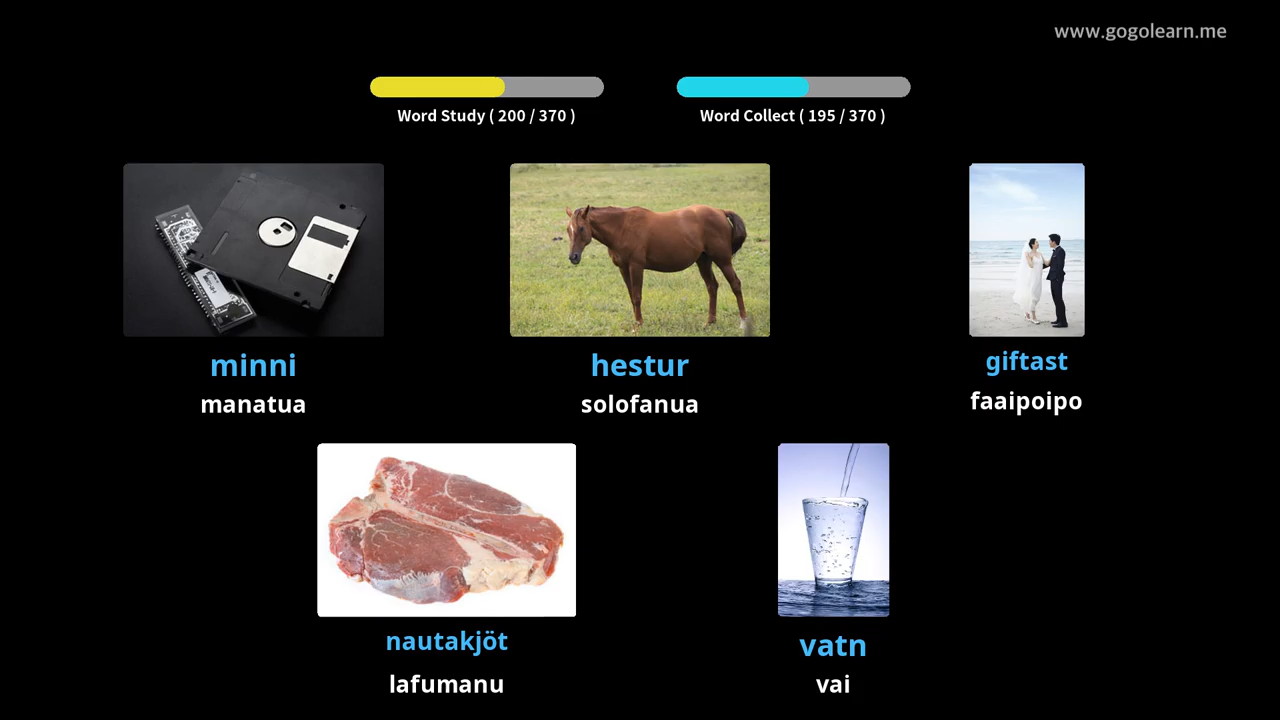 www.gogolearn.me
Word Study ( 200 / 370 )
Word Collect ( 195 / 370 )
minni
manatua
hestur
solofanua
giftast
faaipoipo
nautakjöt
lafumanu
vatn
vai